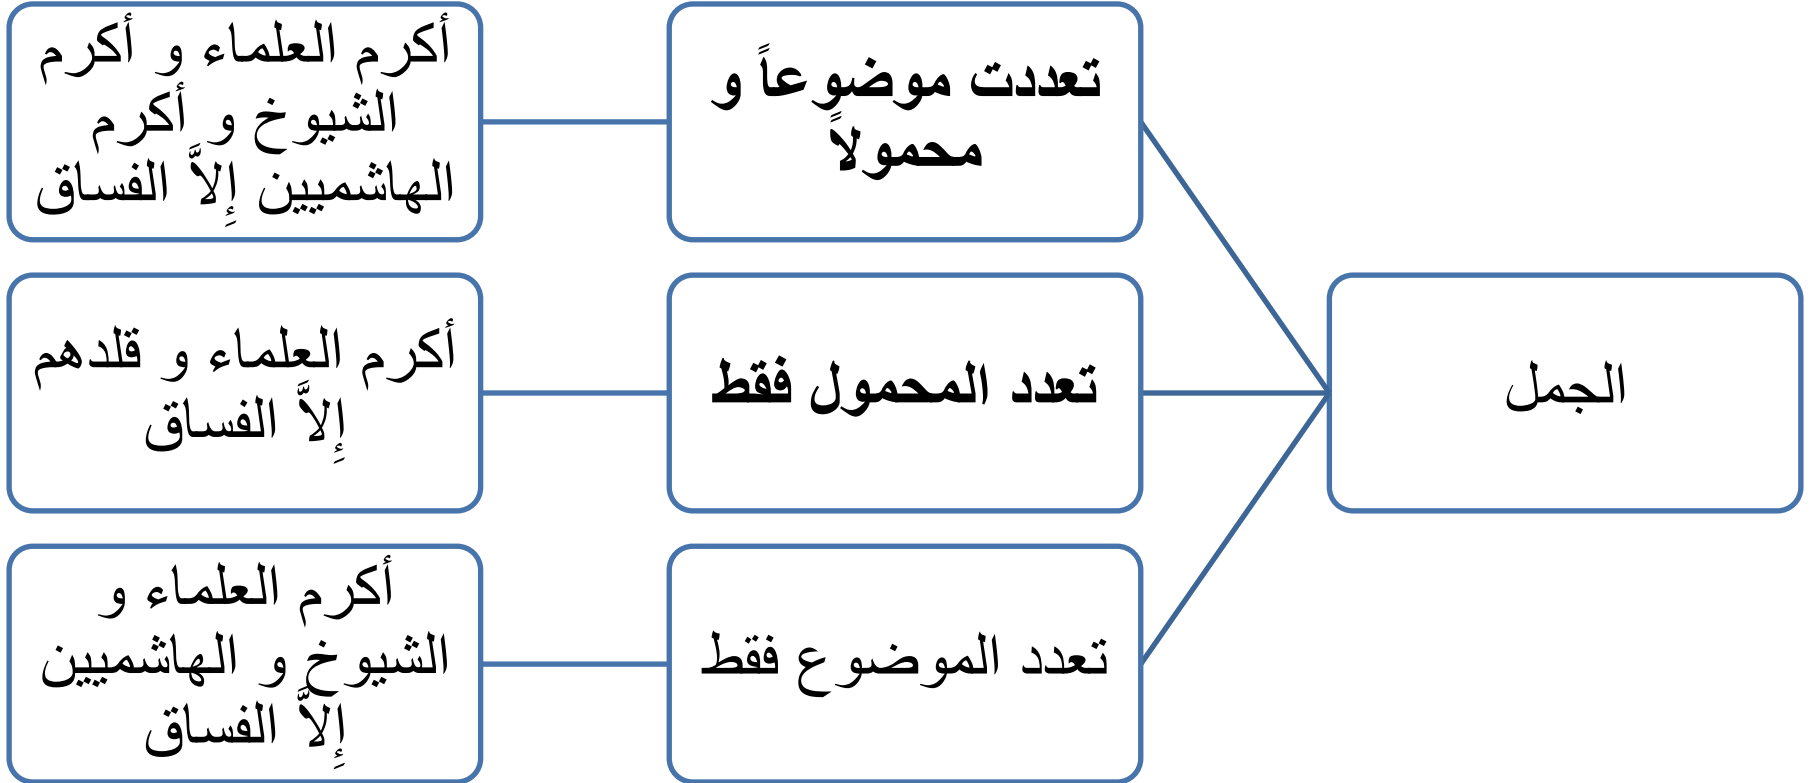 الجمل
تعددت موضوعاً و
محمولاً
أكرم العلماء و أكرم
الشيوخ و أكرم
الهاشميين إِلاَّ الفساق
تعدد المحمول فقط
أكرم العلماء و قلدهم
إِلاَّ الفساق
تعدد الموضوع فقط
أكرم العلماء و
الشيوخ و الهاشميين
إِلاَّ الفساق